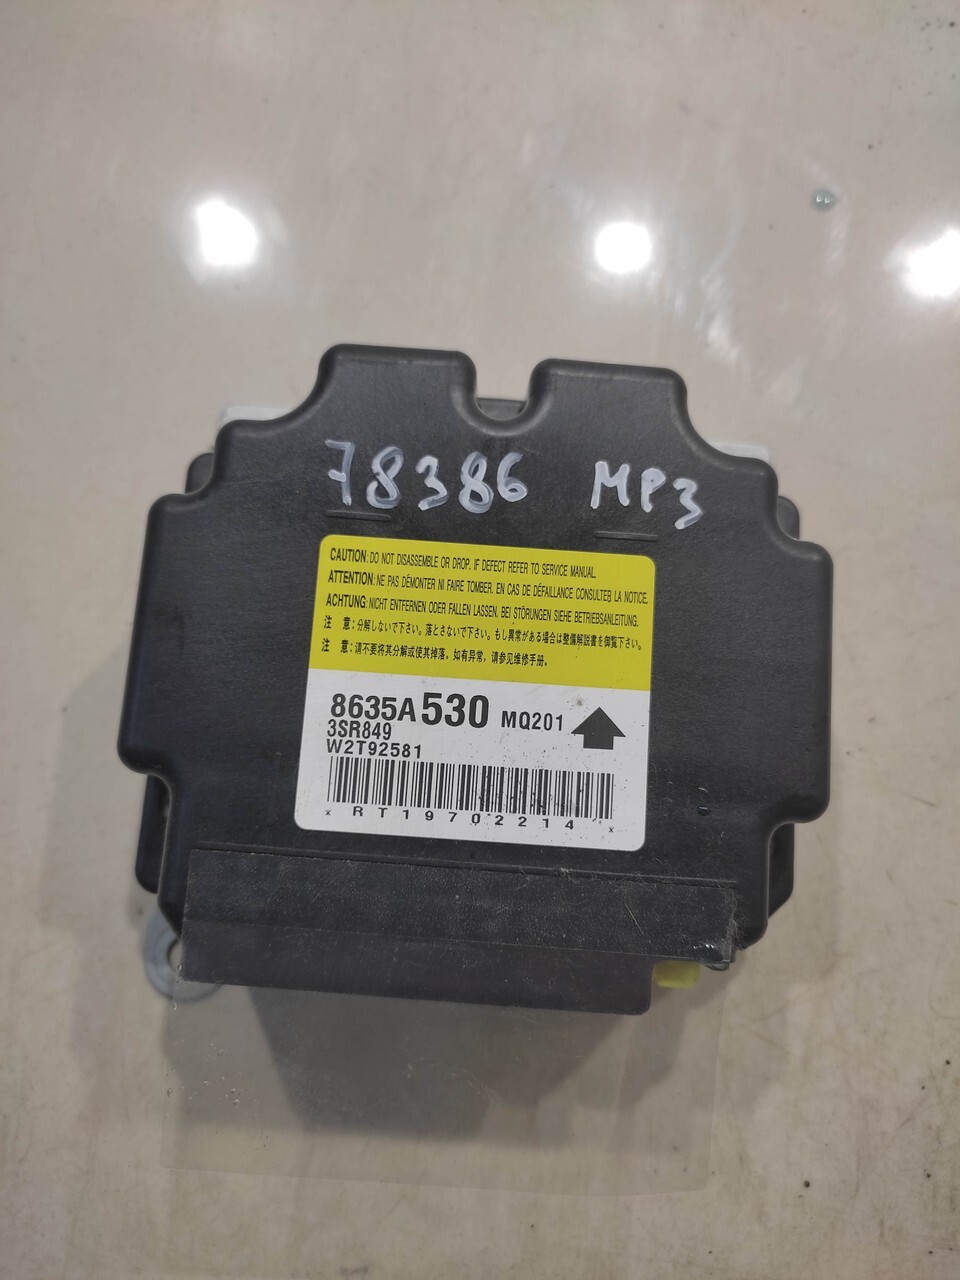 78386 MP3
CAUTION: DO NOT DISASSEMBLE OR DROP. IF DEFECT REFER TO SERVICE MANUAL.
ATTENTION: NE PAS DÉMONTER NI FAIRE TOMBER. EN CAS DE DÉFAILLANCE CONSULTEB LA NOTICE.
ACHTUNG: NICHT ENTFERNEN ODER FALLEN LASSEN. BEI STÖRUNGEN SIEHE BETRIEBSANLEITUNG.
注 意:分解しないで下さい。落とさないで下さい。もし異常がある場合は整備解説書を御覧下さい。
注 意:请不要将其分解或使其掉落。如有异常,请参见维修手册。
8635A530 MQ201
3SR849
W2T92581
x RT19702214 x